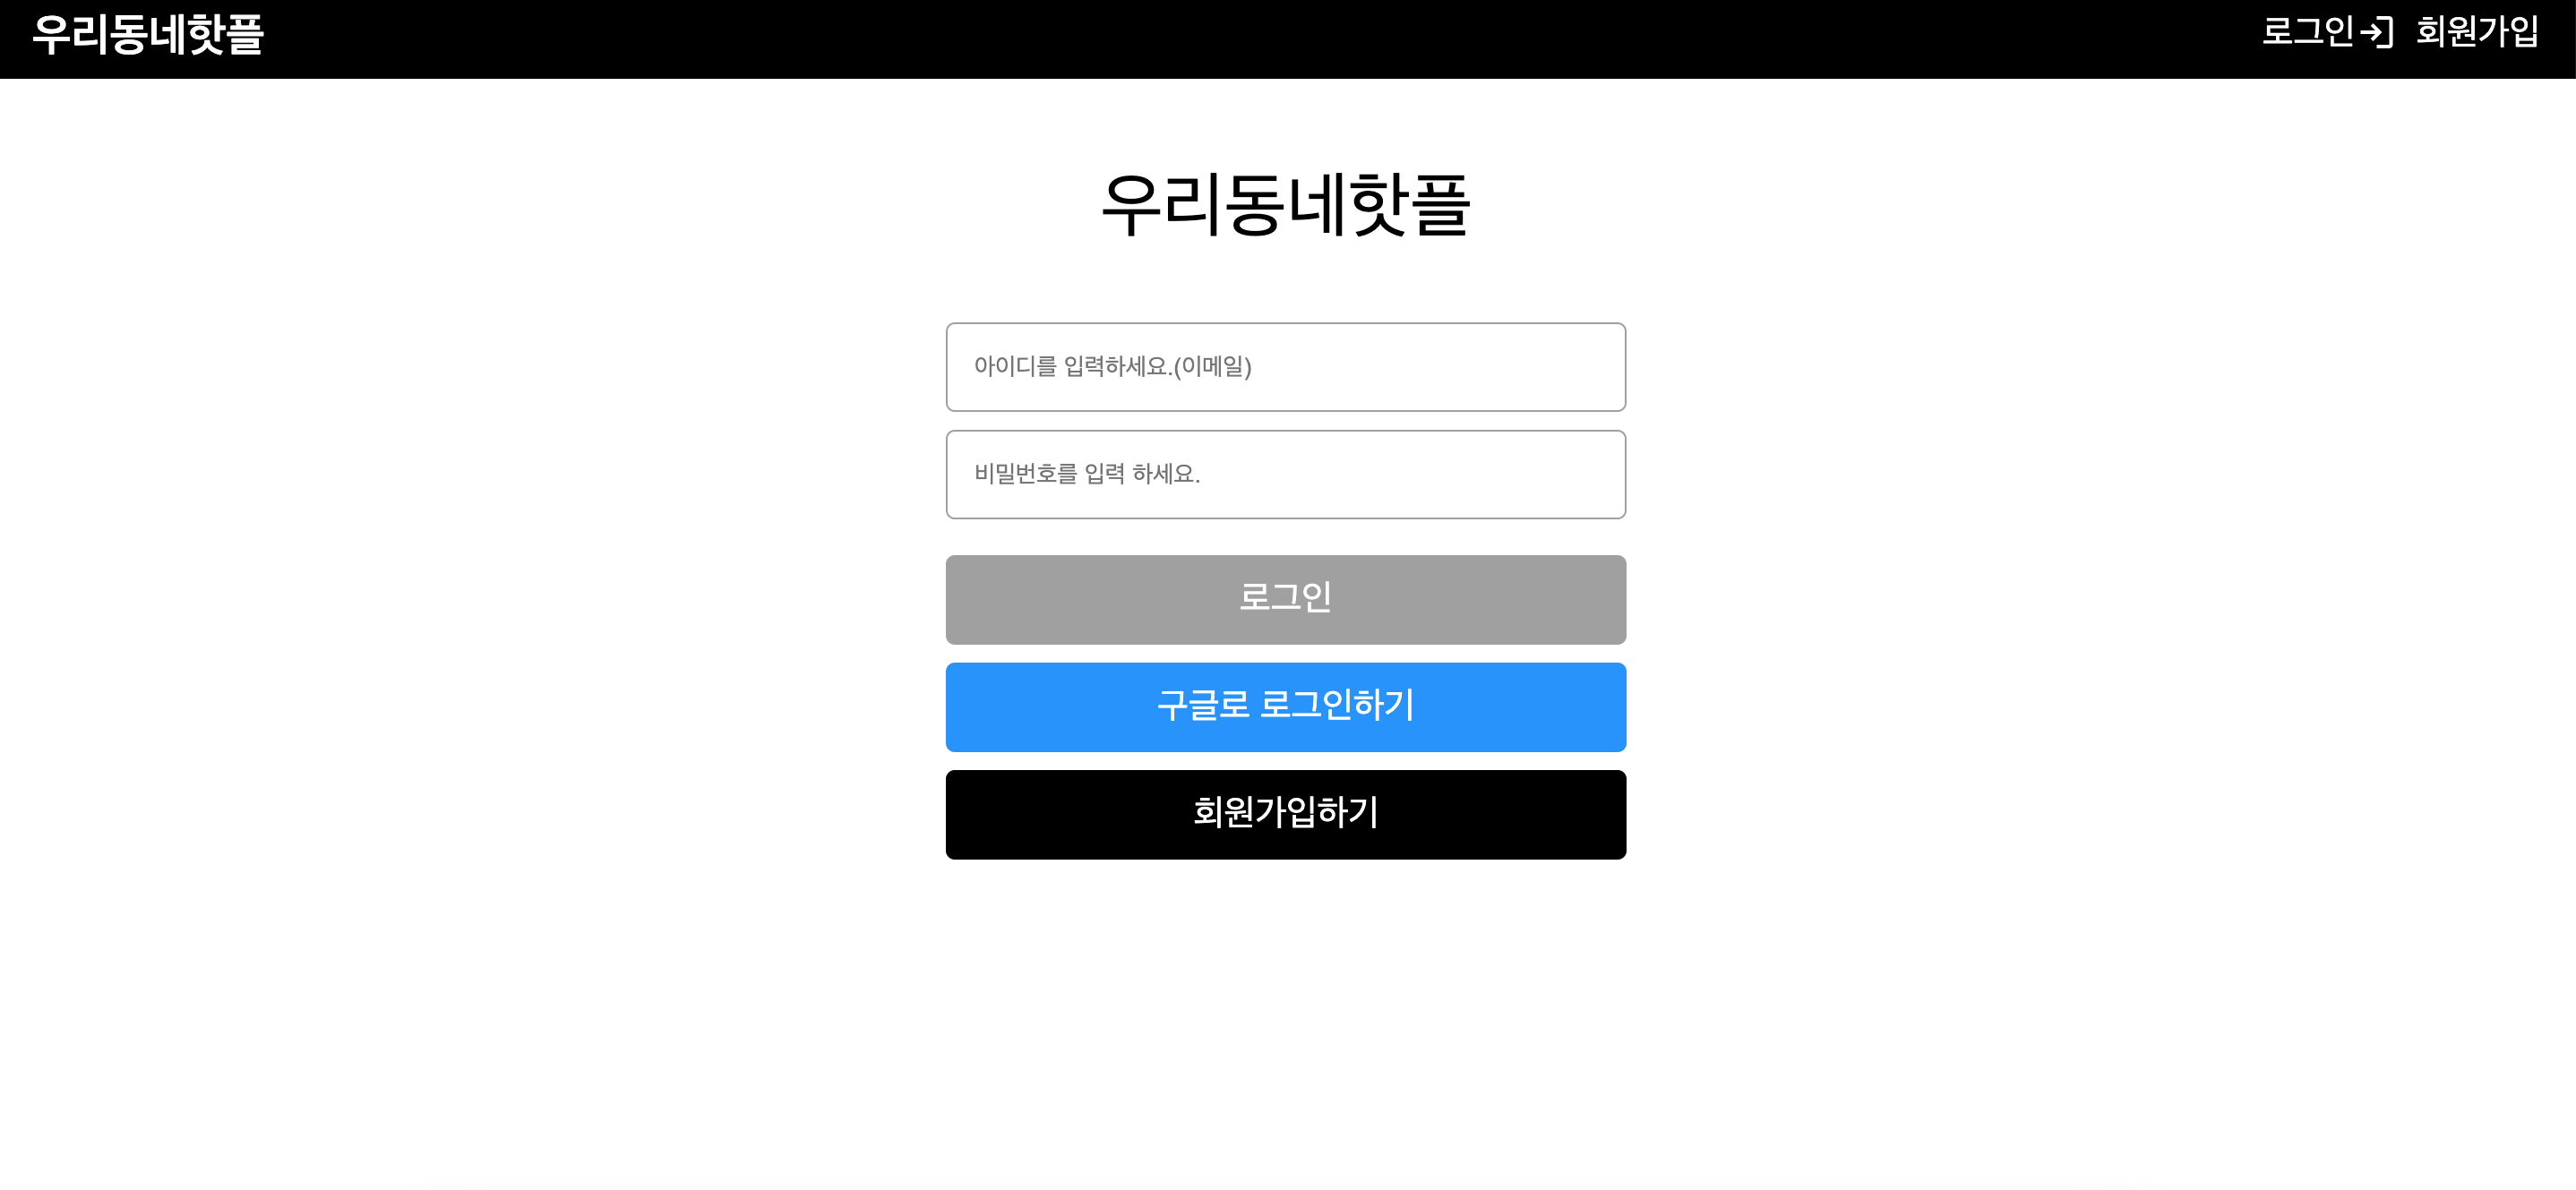 우리동네핫플
로그인 회원가입
우리동네핫플
아이디를 입력하세요.(이메일)
비밀번호를 입력 하세요.
로그인
구글로 로그인하기
회원가입하기